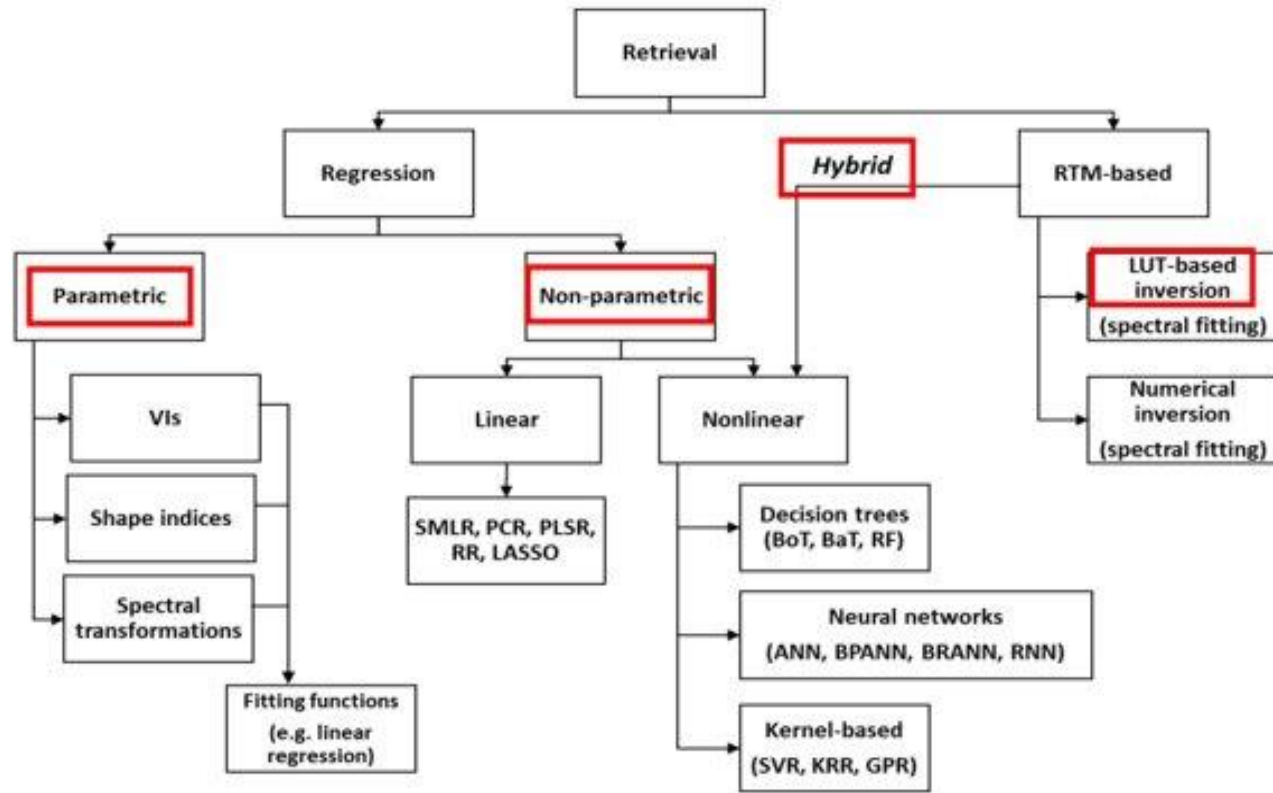 Retrieval
Regression
Hybrid
RTM-based
Parametric
Non-parametric
LUT-based
inversion
(spectral fitting)
VIs
Linear
Nonlinear
Numerical
inversion
(spectral fitting)
Shape indices
SMLR, PCR, PLSR,
RR, LASSO
Decision trees
(BoT, BaT, RF)
Spectral
transformations
Neural networks
(ANN, BPANN, BRANN, RNN)
Fitting functions
(e.g. linear
regression)
Kernel-based
(SVR, KRR, GPR)